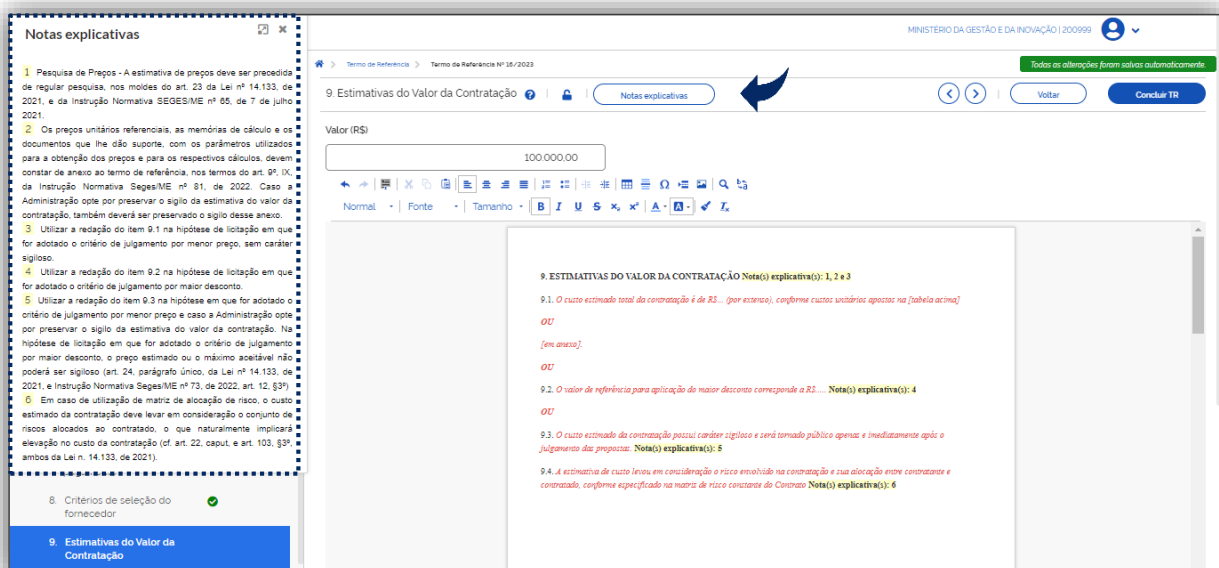 Notas explicativas
1 Pesquisa de Preços - A estimativa de preços deve ser precedida
de regular pesquisa, nos moldes do art. 23 da Lei nº 14.133, de
2021, e da Instrução Normativa SEGES/ME nº 65, de 7 de julho
2021.
2 Os preços unitários referenciais, as memórias de cálculo e os
documentos que lhe dão suporte, com os parâmetros utilizados
para a obtenção dos preços e para os respectivos cálculos, devem
constar de anexo ao termo de referência, nos termos do art. 9º, IX,
da Instrução Normativa Seges/ME nº 81, de 2022. Caso a
Administração opte por preservar o sigilo da estimativa do valor da
contratação, também deverá ser preservado o sigilo desse anexo.
3 Utilizar a redação do item 9.1 na hipótese de licitação em que
for adotado o critério de julgamento por menor preço, sem caráter
sigiloso.
4 Utilizar a redação do item 9.2 na hipótese de licitação em que
for adotado o critério de julgamento por maior desconto.
5 Utilizar a redação do item 9.3 na hipótese em que for adotado o
critério de julgamento por menor preço e caso a Administração opte
por preservar o sigilo da estimativa do valor da contratação. Na
hipótese de licitação em que for adotado o critério de julgamento
por maior desconto, o preço estimado ou o máximo aceitável não
poderá ser sigiloso (art. 24, parágrafo único, da Lei nº 14.133, de
2021, e Instrução Normativa Seges/ME nº 73, de 2022, art. 12, §3º)
6 Em caso de utilização de matriz de alocação de risco, o custo
estimado da contratação deve levar em consideração o conjunto de
riscos alocados ao contratado, o que naturalmente implicará
elevação no custo da contratação (cf. art. 22, caput, e art. 103, §3º,
ambos da Lei n. 14.133, de 2021).
8. Critérios de seleção do
fornecedor
9. Estimativas do Valor da
Contratação
MINISTÉRIO DA GESTÃO E DA INOVAÇÃO | 200999
Termo de Referência > Termo de Referência Nº 16/2023
Todas as alterações foram salvas automaticamente.
9. Estimativas do Valor da Contratação
Notas explicativas
Voltar
Concluir TR
Valor (R$)
100.000,00
Normal
Fonte
Tamanho
9. ESTIMATIVAS DO VALOR DA CONTRATAÇÃO Nota(s) explicativa(s): 1, 2 e 3
9.1. O custo estimado total da contratação é de R$... (por extenso), conforme custos unitários apostos na [tabela acima]
OU
[em anexo].
OU
9.2. O valor de referência para aplicação do maior desconto corresponde a R$..... Nota(s) explicativa(s): 4
OU
9.3. O custo estimado da contratação possui caráter sigiloso e será tornado público apenas e imediatamente após o
julgamento das propostas. Nota(s) explicativa(s): 5
9.4. A estimativa de custo levou em consideração o risco envolvido na contratação e sua alocação entre contratante e
contratado, conforme especificado na matriz de risco constante do Contrato Nota(s) explicativa(s): 6